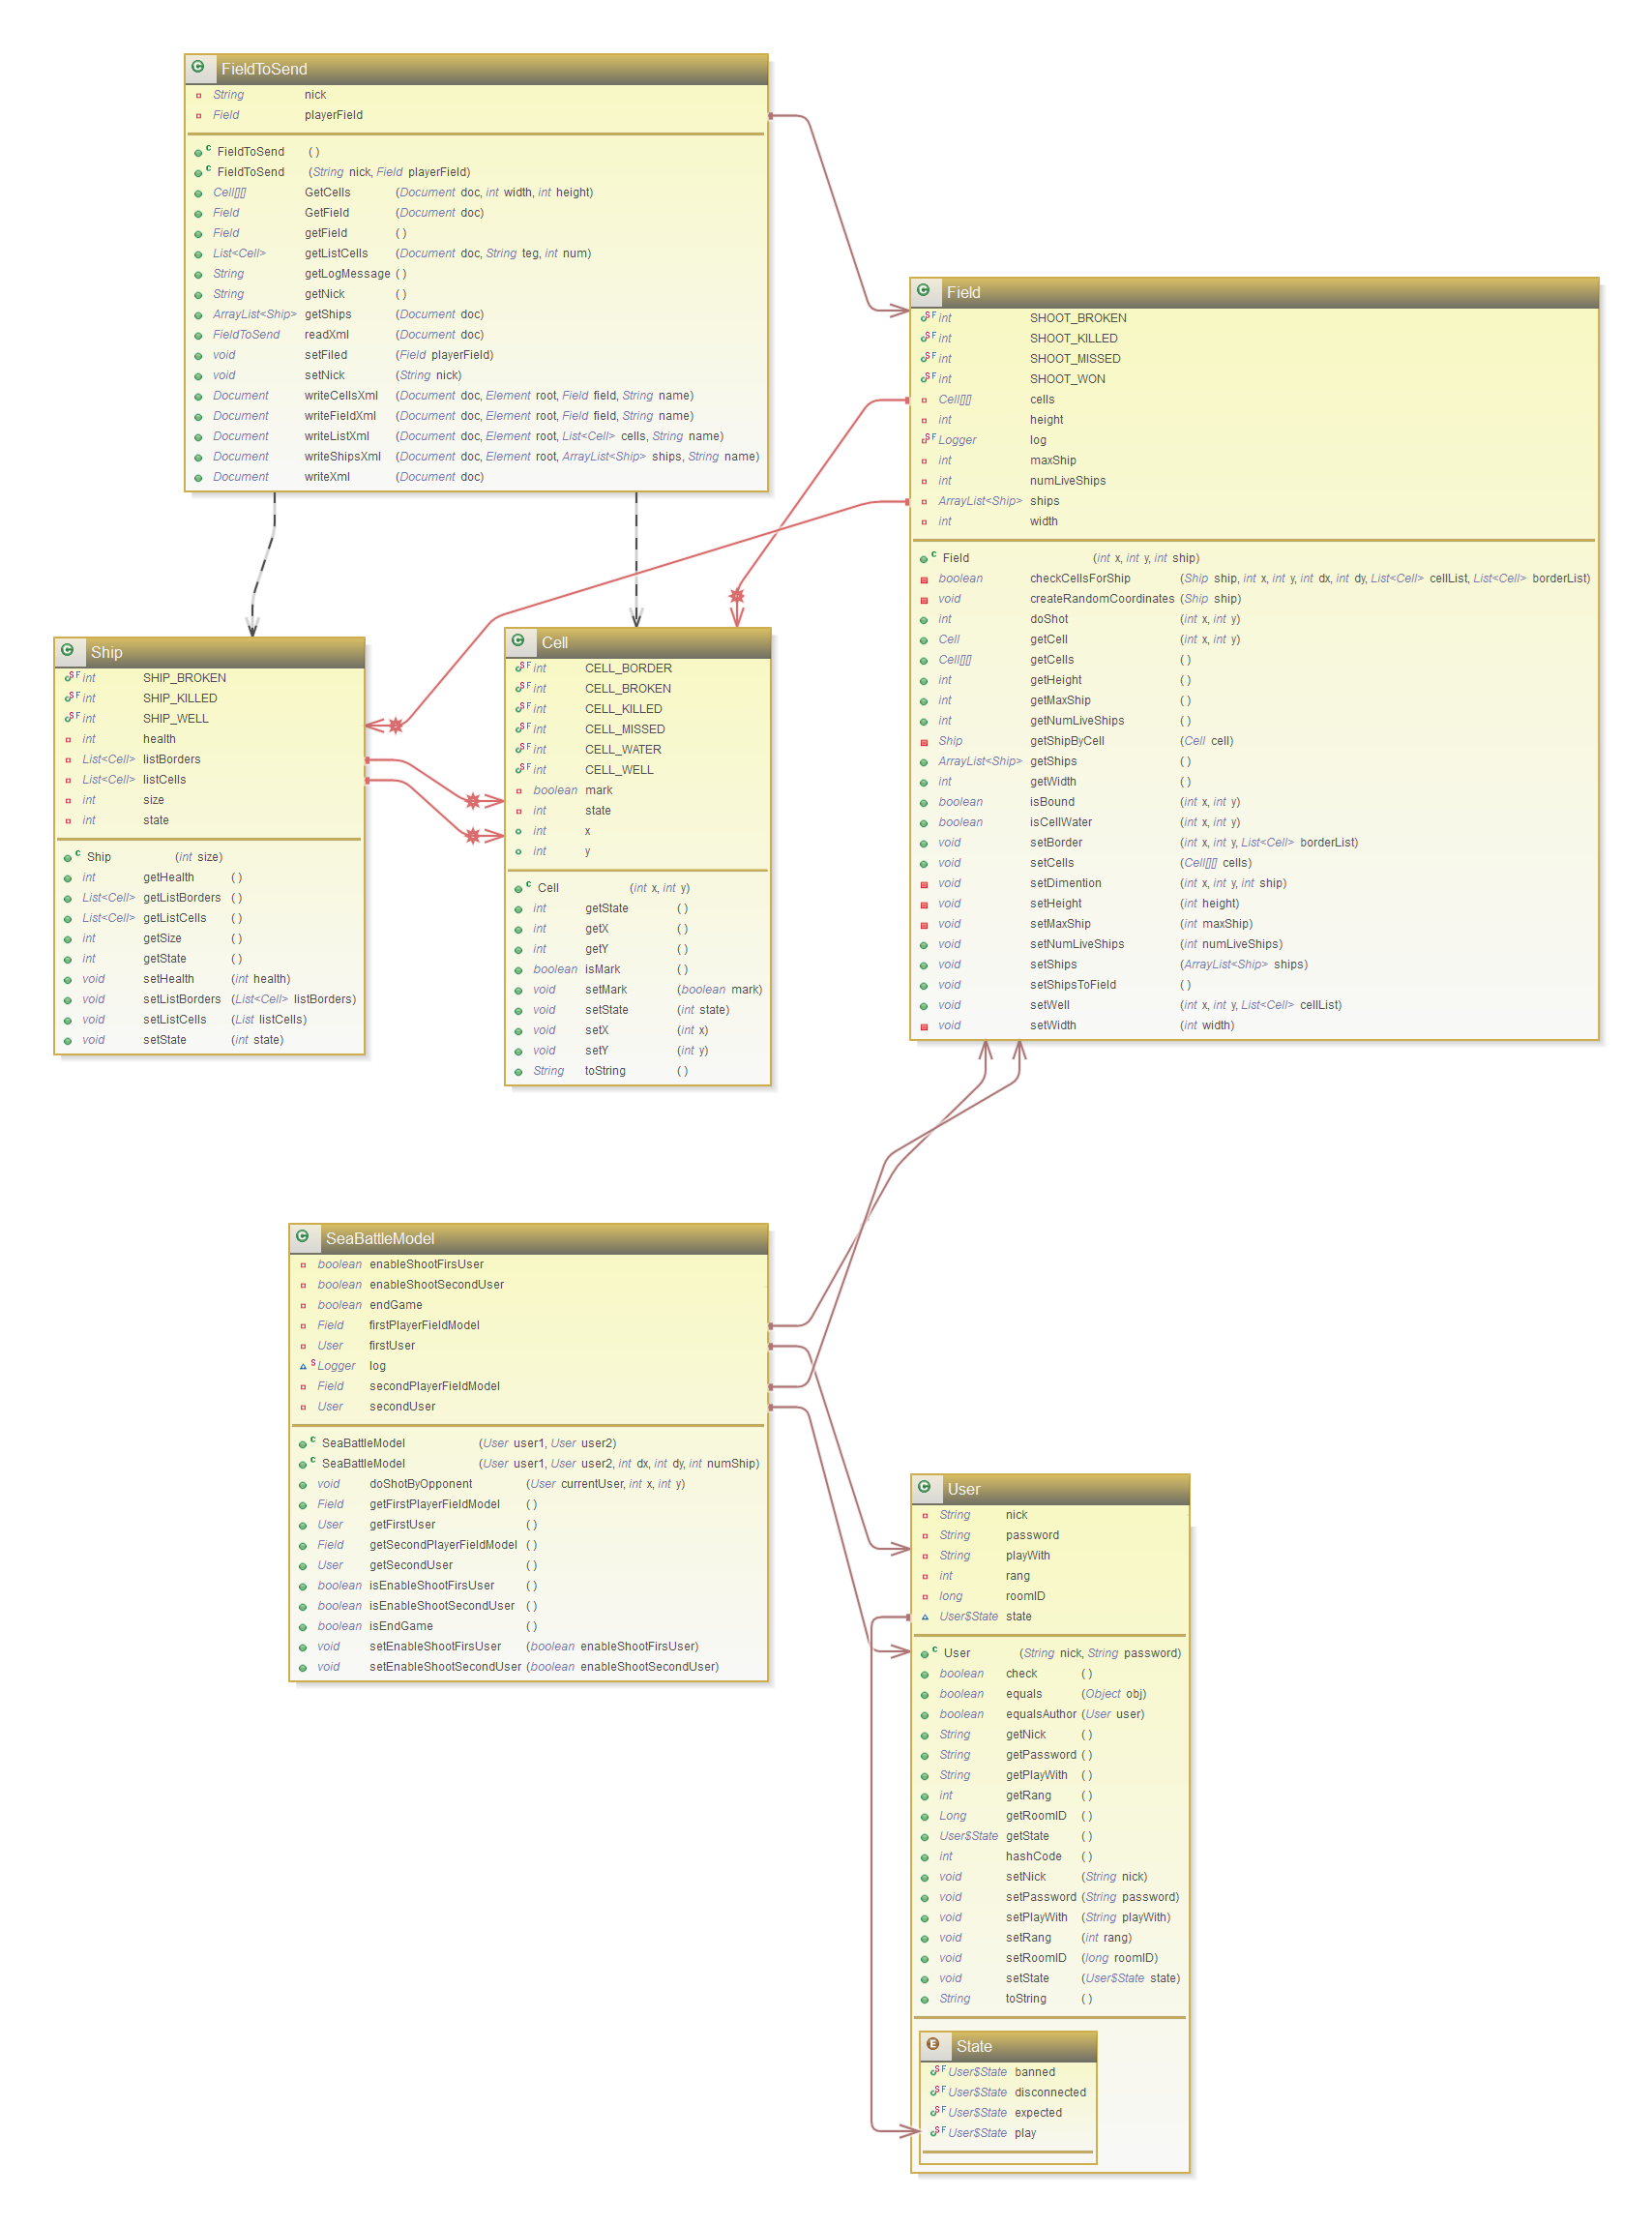 FieldToSend
String nick
Field playerField
FieldToSend ( )
FieldToSend (String nick, Field playerField)
Cell[][] GetCells (Document doc, int width, int height)
Field GetField (Document doc)
Field getField ( )
List<Cell> getListCells (Document doc, String teg, int num)
String getLogMessage ( )
String getNick ( )
ArrayList<Ship> getShips (Document doc)
FieldToSend readXml (Document doc)
void setFiled (Field playerField)
void setNick (String nick)
Document writeCellsXml (Document doc, Element root, Field field, String name)
Document writeFieldXml (Document doc, Element root, Field field, String name)
Document writeListXml (Document doc, Element root, List<Cell> cells, String name)
Document writeShipsXml (Document doc, Element root, ArrayList<Ship> ships, String name)
Document writeXml (Document doc)
Field
int SHOOT_BROKEN
int SHOOT_KILLED
int SHOOT_MISSED
int SHOOT_WON
Cell[][] cells
int height
Logger log
int maxShip
int numLiveShips
ArrayList<Ship> ships
int width
Field (int x, int y, int ship)
boolean checkCellsForShip (Ship ship, int x, int y, int dx, int dy, List<Cell> cellList, List<Cell> borderList)
void createRandomCoordinates (Ship ship)
int doShot (int x, int y)
Cell getCell (int x, int y)
Cell[][] getCells ( )
int getHeight ( )
int getMaxShip ( )
int getNumLiveShips ( )
Ship getShipByCell (Cell cell)
ArrayList<Ship> getShips ( )
int getWidth ( )
boolean isBound (int x, int y)
boolean isCellWater (int x, int y)
void setBorder (int x, int y, List<Cell> borderList)
void setCells (Cell[][] cells)
void setDimention (int x, int y, int ship)
void setHeight (int height)
void setMaxShip (int maxShip)
void setNumLiveShips (int numLiveShips)
void setShips (ArrayList<Ship> ships)
void setShipsToField ( )
void setWell (int x, int y, List<Cell> cellList)
void setWidth (int width)
Ship
int SHIP_BROKEN
int SHIP_KILLED
int SHIP_WELL
int health
List<Cell> listBorders
List<Cell> listCells
int size
int state
Ship (int size)
int getHealth ( )
List<Cell> getListBorders ( )
List<Cell> getListCells ( )
int getSize ( )
int getState ( )
void setHealth (int health)
void setListBorders (List<Cell> listBorders)
void setListCells (List listCells)
void setState (int state)
Cell
int CELL_BORDER
int CELL_BROKEN
int CELL_KILLED
int CELL_MISSED
int CELL_WATER
int CELL_WELL
boolean mark
int state
int x
int y
Cell (int x, int y)
int getState ( )
int getX ( )
int getY ( )
boolean isMark ( )
void setMark (boolean mark)
void setState (int state)
void setX (int x)
void setY (int y)
String toString ( )
SeaBattleModel
boolean enableShootFirsUser
boolean enableShootSecondUser
boolean endGame
Field firstPlayerFieldModel
User firstUser
Logger log
Field secondPlayerFieldModel
User secondUser
SeaBattleModel (User user1, User user2)
SeaBattleModel (User user1, User user2, int dx, int dy, int numShip)
void doShotByOpponent (User currentUser, int x, int y)
Field getFirstPlayerFieldModel ( )
User getFirstUser ( )
Field getSecondPlayerFieldModel ( )
User getSecondUser ( )
boolean isEnableShootFirsUser ( )
boolean isEnableShootSecondUser ( )
boolean isEndGame ( )
void setEnableShootFirsUser (boolean enableShootFirsUser)
void setEnableShootSecondUser (boolean enableShootSecondUser)
User
String nick
String password
String playWith
int rang
long roomID
User$State state
User (String nick, String password)
boolean check ( )
boolean equals (Object obj)
boolean equalsAuthor (User user)
String getNick ( )
String getPassword ( )
String getPlayWith ( )
int getRang ( )
Long getRoomID ( )
User$State getState ( )
int hashCode ( )
void setNick (String nick)
void setPassword (String password)
void setPlayWith (String playWith)
void setRang (int rang)
void setRoomID (long roomID)
void setState (User$State state)
String toString ( )
State
User$State banned
User$State disconnected
User$State expected
User$State play